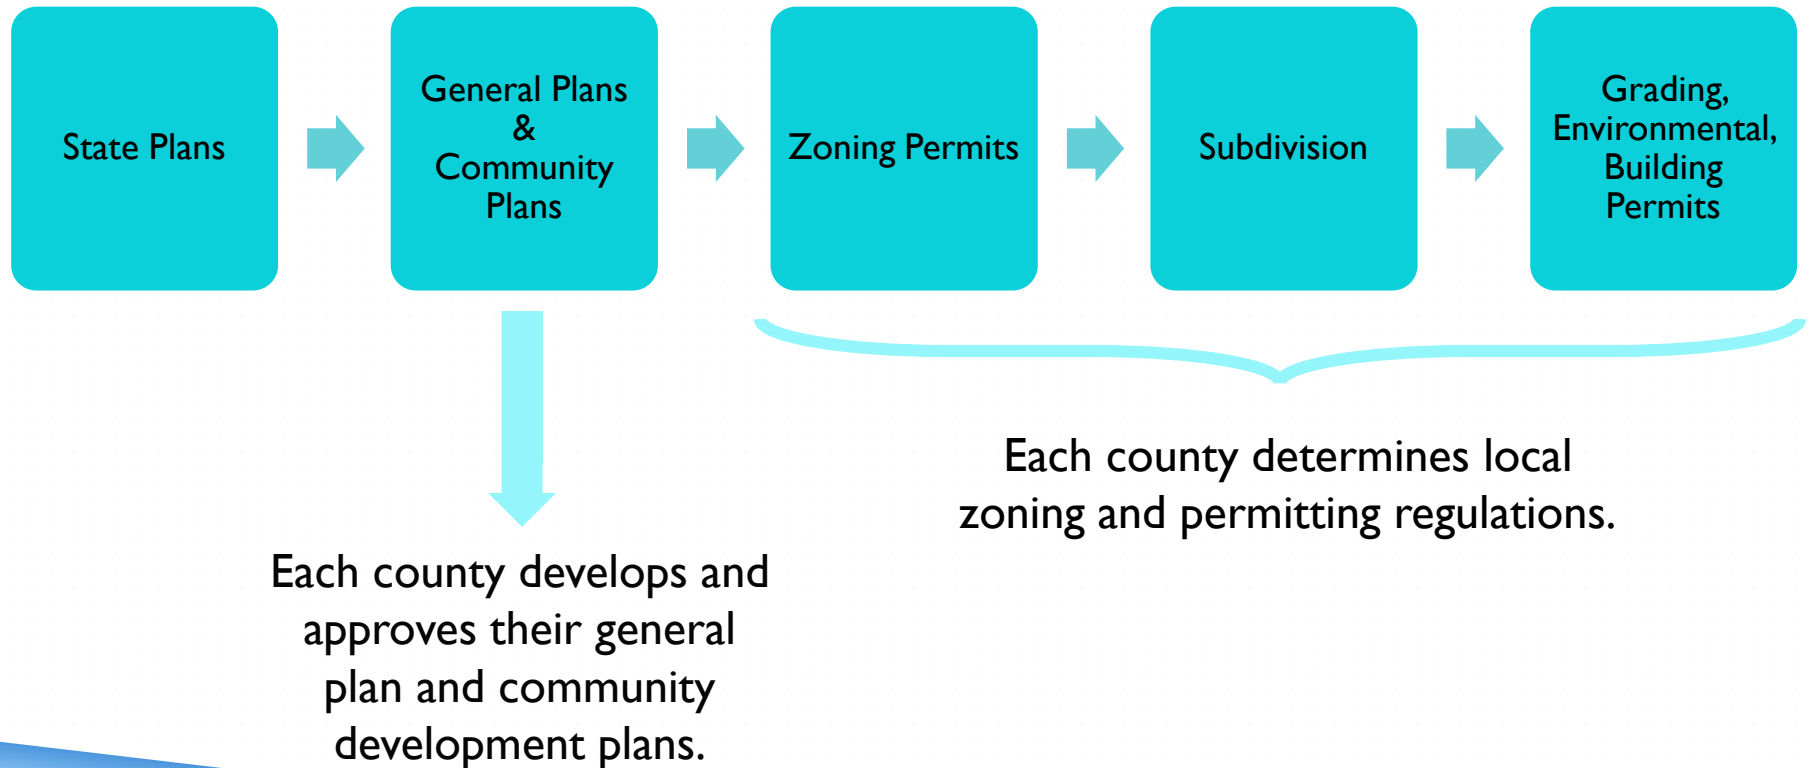 State Plans
General Plans
&
Community
Plans
Zoning Permits
Subdivision
Grading,
Environmental,
Building
Permits
Each county develops and
approves their general
plan and community
development plans.
Each county determines local
zoning and permitting regulations.